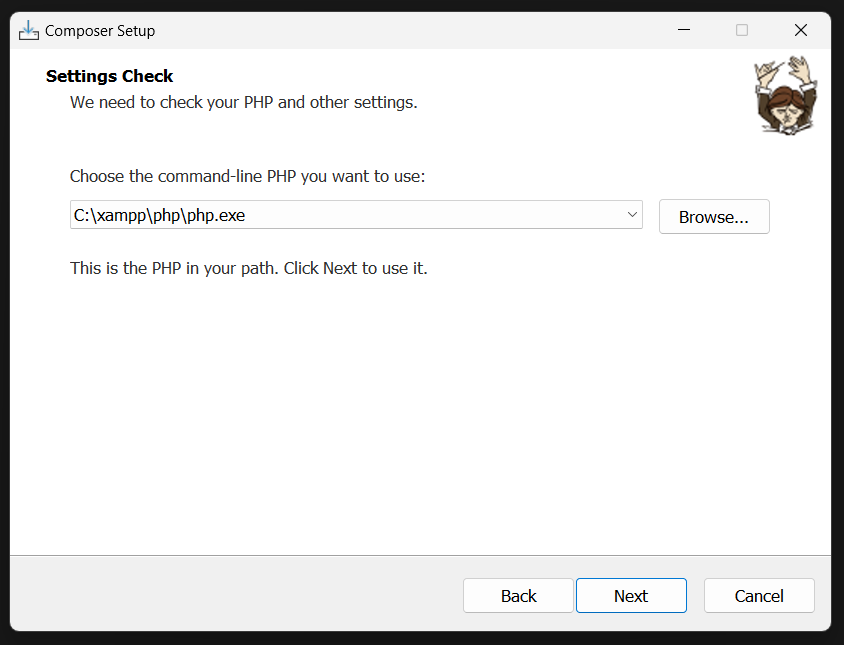 Composer Setup
Settings Check
We need to check your PHP and other settings.
Choose the command-line PHP you want to use:
C:\xampp\php\php.exe
Browse...
This is the PHP in your path. Click Next to use it.
Back
Next
Cancel